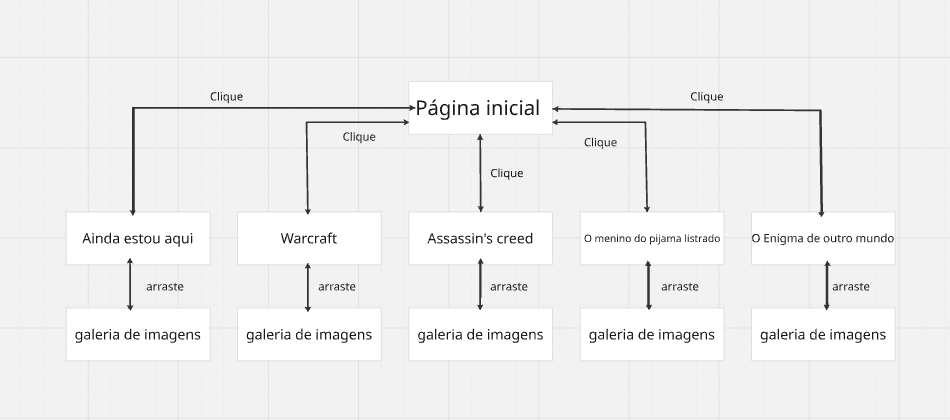 Clique
Clique
Página inicial
Clique
Clique
Clique
Ainda estou aqui
Warcraft
Assassin's creed
O menino do pijama listrado
O Enigma de outro mundo
arraste
arraste
arraste
arraste
arraste
galeria de imagens
galeria de imagens
galeria de imagens
galeria de imagens
galeria de imagens